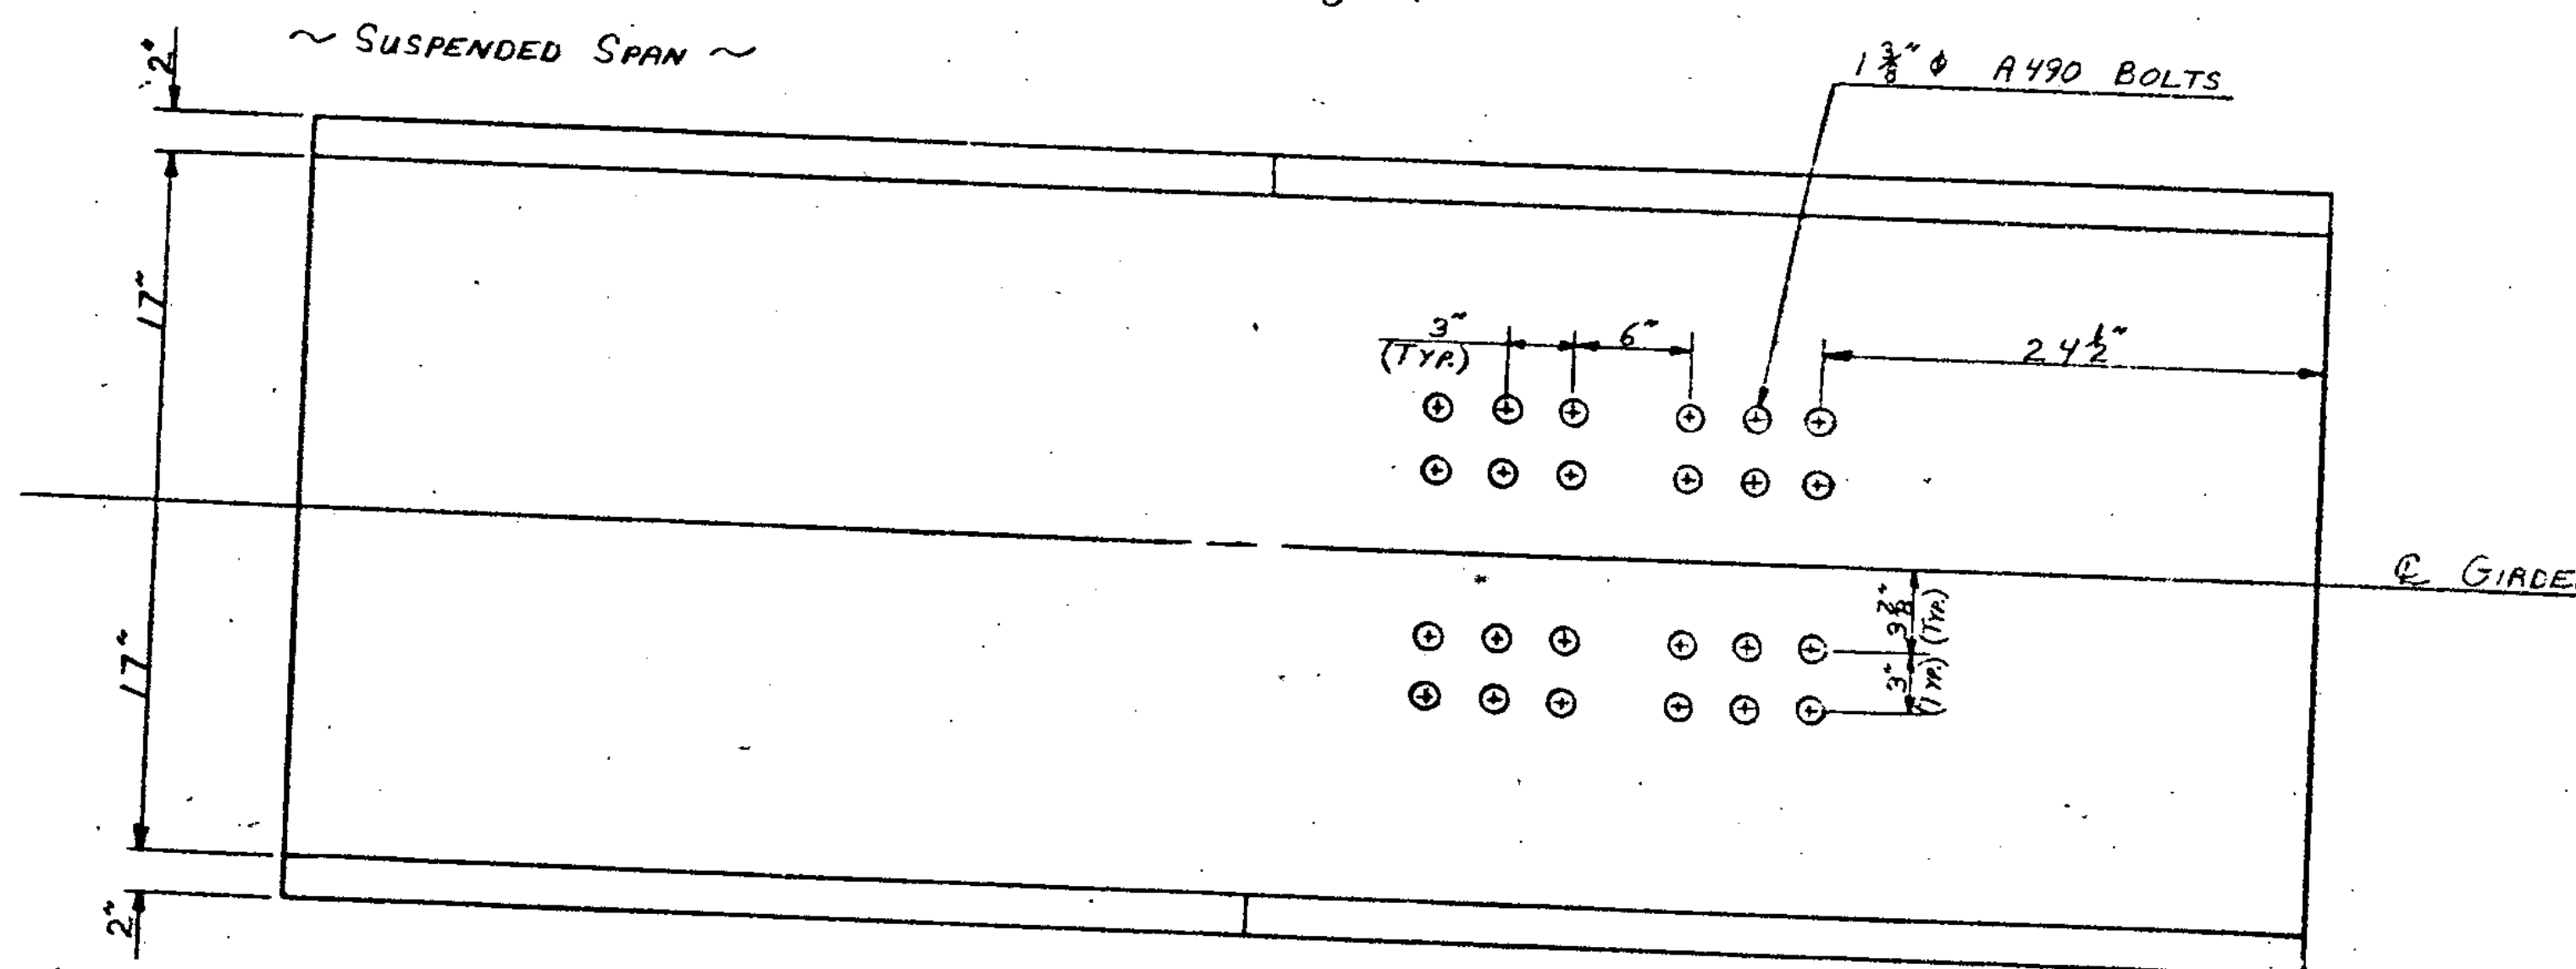 ~ SUSPENDED SPAN ~
2"
1 3/8" ϕ A490 BOLTS
17"
3"
(TYP.)
6"
24 1/2"
℄ GIRDE
3 7/8"
(TYP.)
3"
(TYP.)
17"
2"